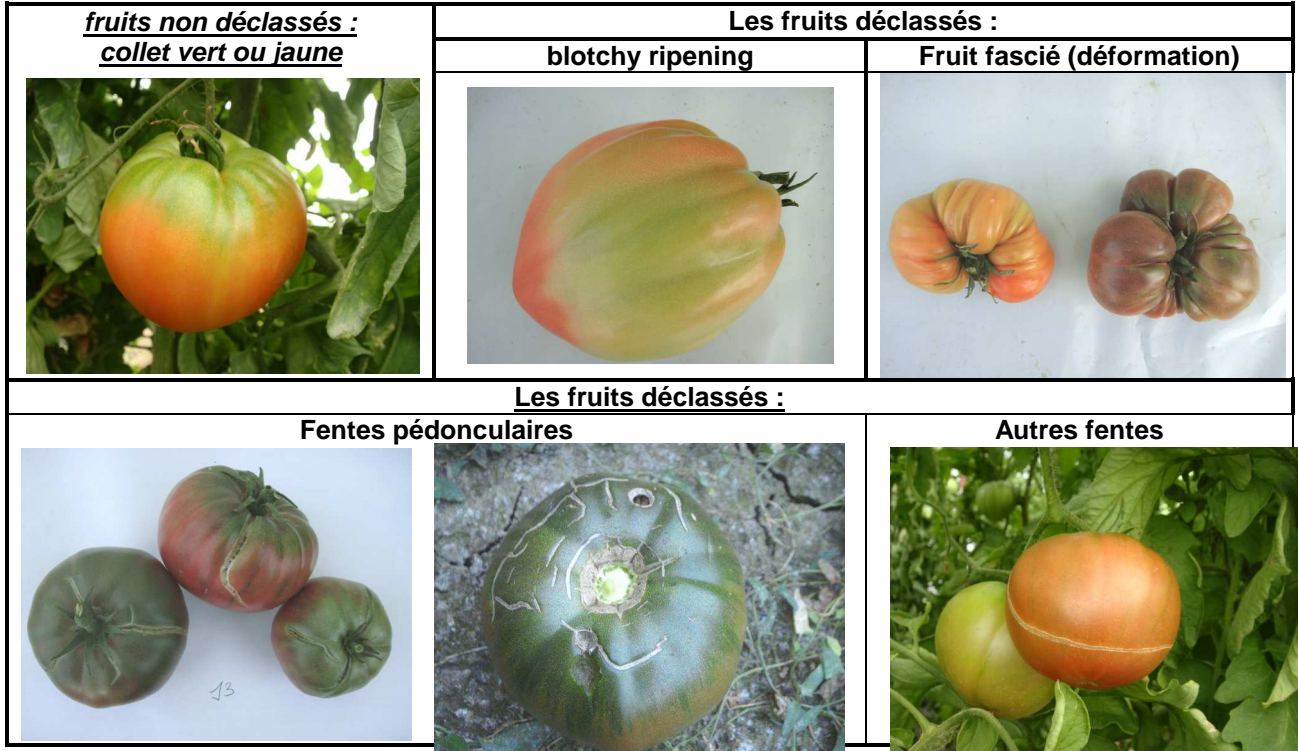 fruits non déclassés :
collet vert ou jaune
Les fruits déclassés :
blotchy ripening
Fruit fascié (déformation)
Les fruits déclassés :
Fentes pédonculaires
Autres fentes
13